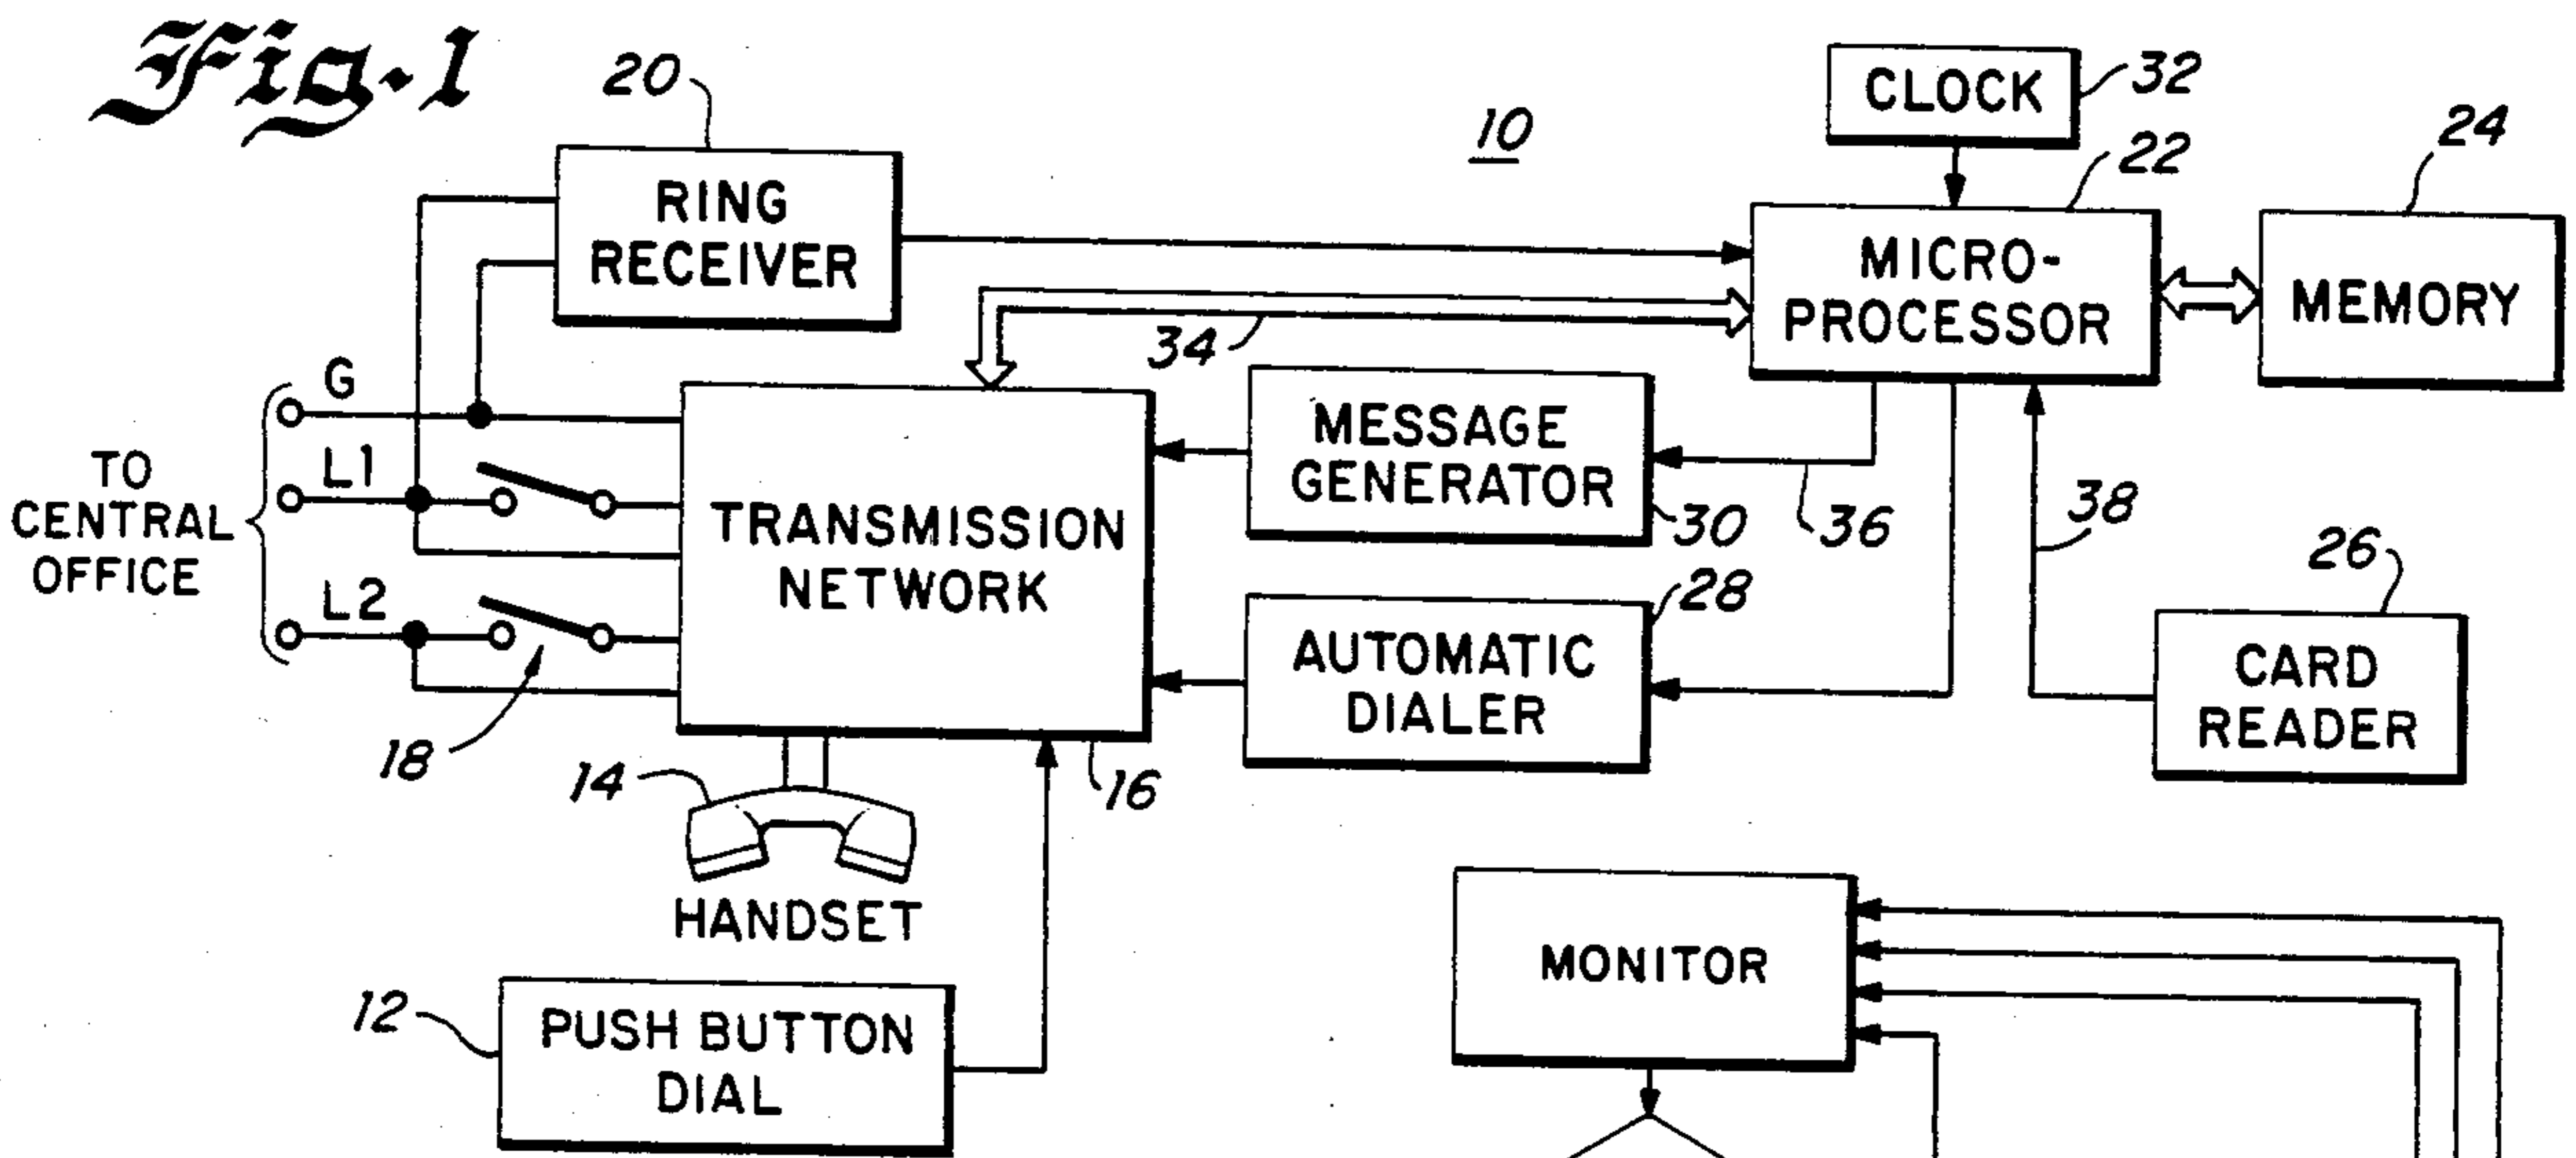 Fig-1
20
10
CLOCK
32
22
24
RING
RECEIVER
MICRO-
PROCESSOR
MEMORY
34
G
L1
L2
TO
CENTRAL
OFFICE
18
TRANSMISSION
NETWORK
16
MESSAGE
GENERATOR
30
36
38
26
AUTOMATIC
DIALER
28
CARD
READER
14
HANDSET
12
PUSH BUTTON
DIAL
MONITOR